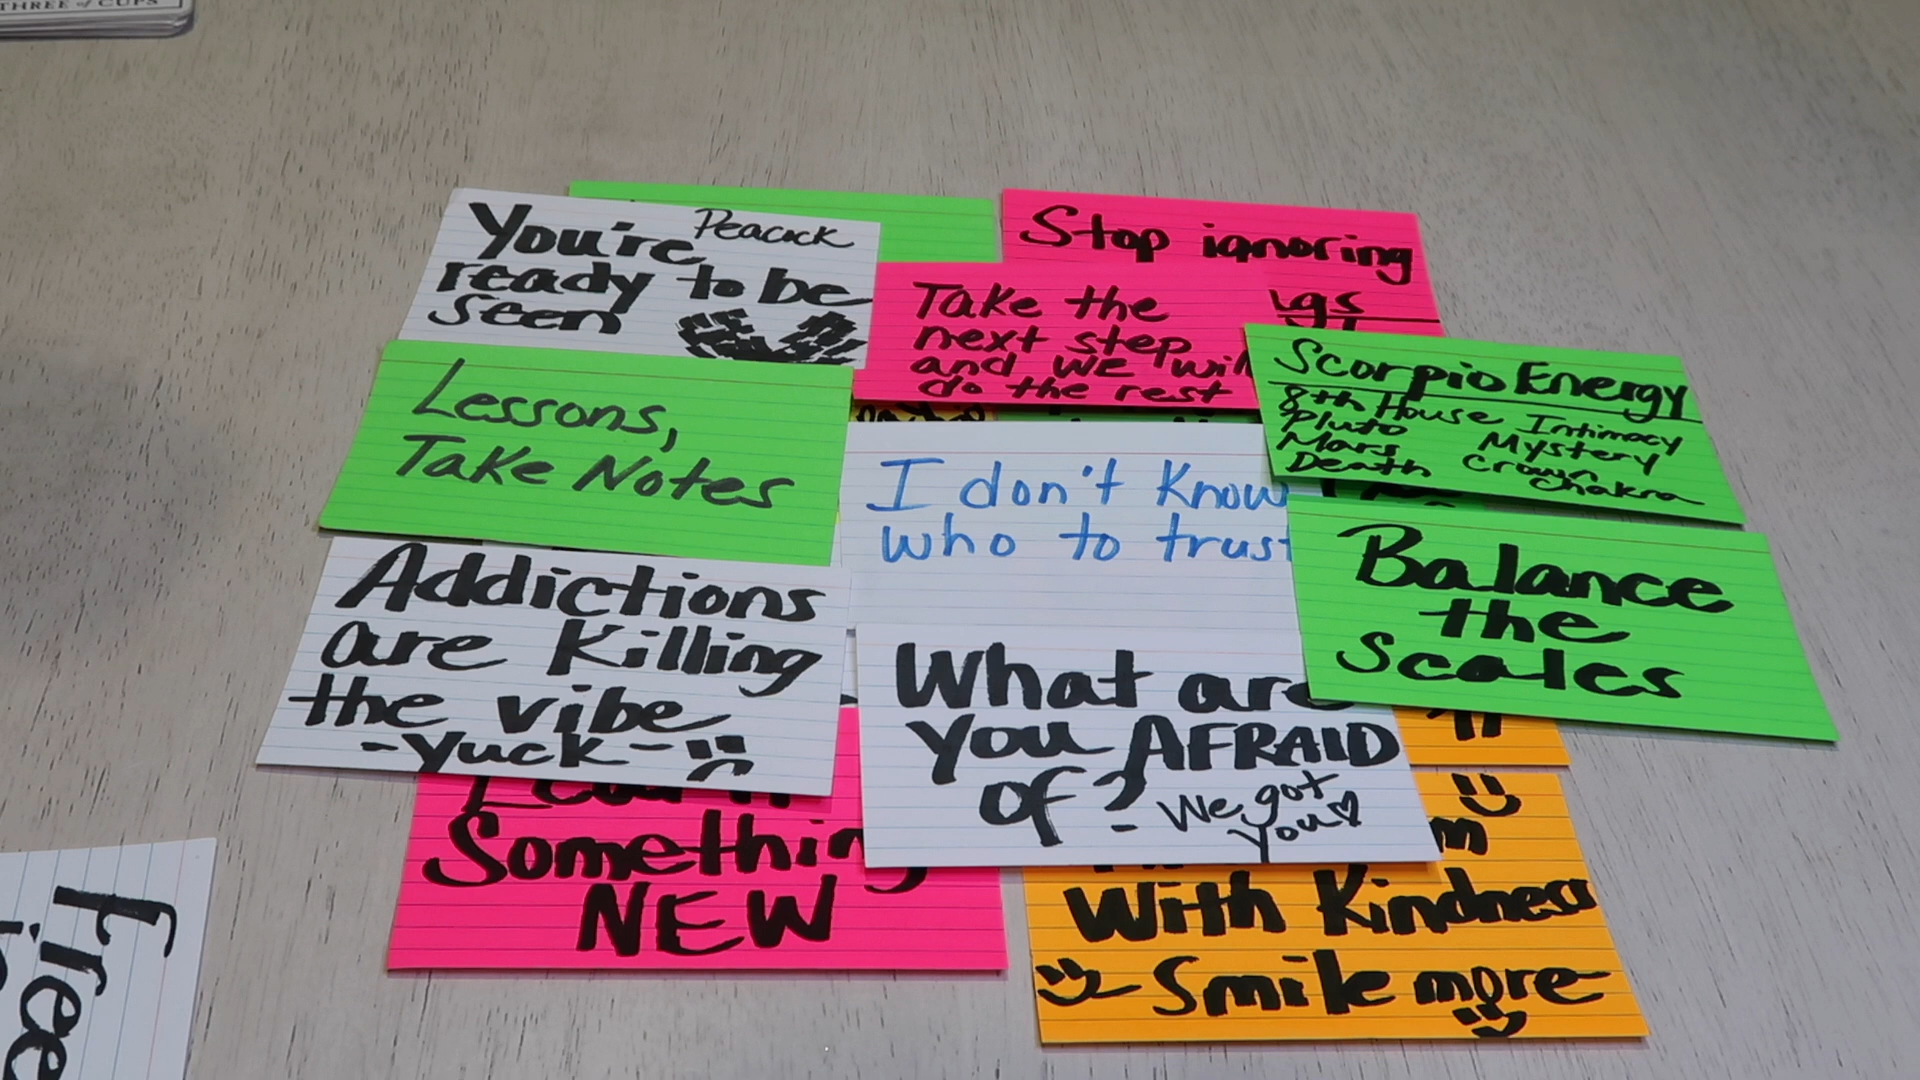 THREE of CUPS
You're
Peacock
ready to be
seen
Stop ignoring
Take the
next step
and we will
do the rest
Scorpio Energy
8th House
Pluto
Mars
Death
Intimacy
Mystery
Crown
Chakra
Lessons,
Take Notes
I don't know
who to trust
Balance
the
Scales
Addictions
are Killing
the vibe
-Yuck-
What are
you AFRAID
of?
- We got
you
Something
NEW
With Kindness
Smile more
Free